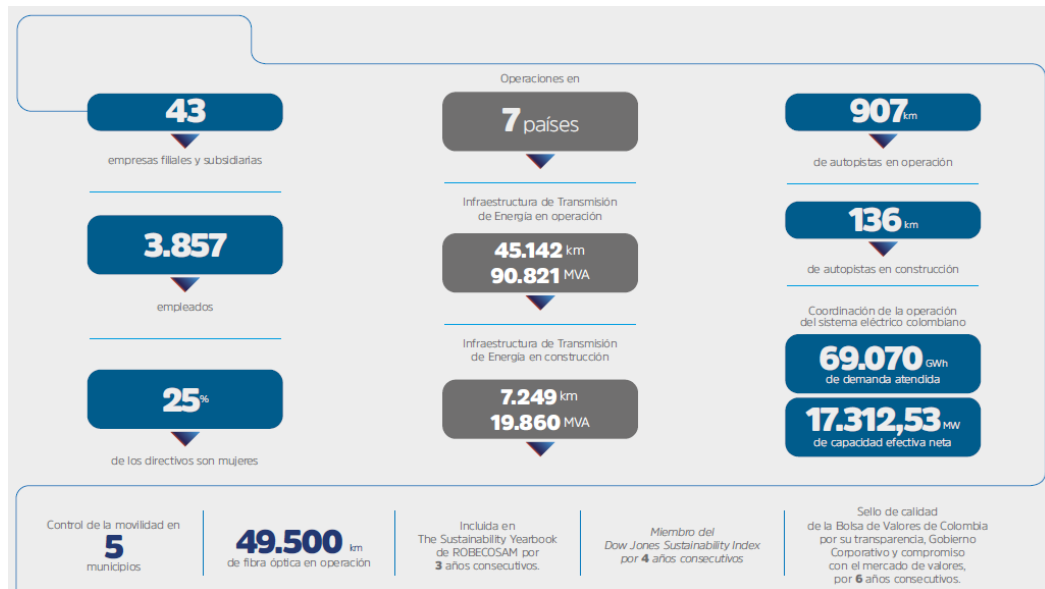 43
empresas filiales y subsidiarias
3.857
empleados
25%
de los directivos son mujeres
Operaciones en
7 países
Infraestructura de Transmisión
de Energía en operación
45.142 km
90.821 MVA
Infraestructura de Transmisión
de Energía en construcción
7.249 km
19.860 MVA
907 km
de autopistas en operación
136 km
de autopistas en construcción
Coordinación de la operación
del sistema eléctrico colombiano
69.070 GWh
de demanda atendida
17.312,53 MW
de capacidad efectiva neta
Control de la movilidad en
5
municipios
49.500 km
de fibra óptica en operación
Incluida en
The Sustainability Yearbook
de ROBECOSAM por
3 años consecutivos.
Miembro del
Dow Jones Sustainability Index
por 4 años consecutivos
Sello de calidad
de la Bolsa de Valores de Colombia
por su transparencia, Gobierno
Corporativo y compromiso
con el mercado de valores,
por 6 años consecutivos.